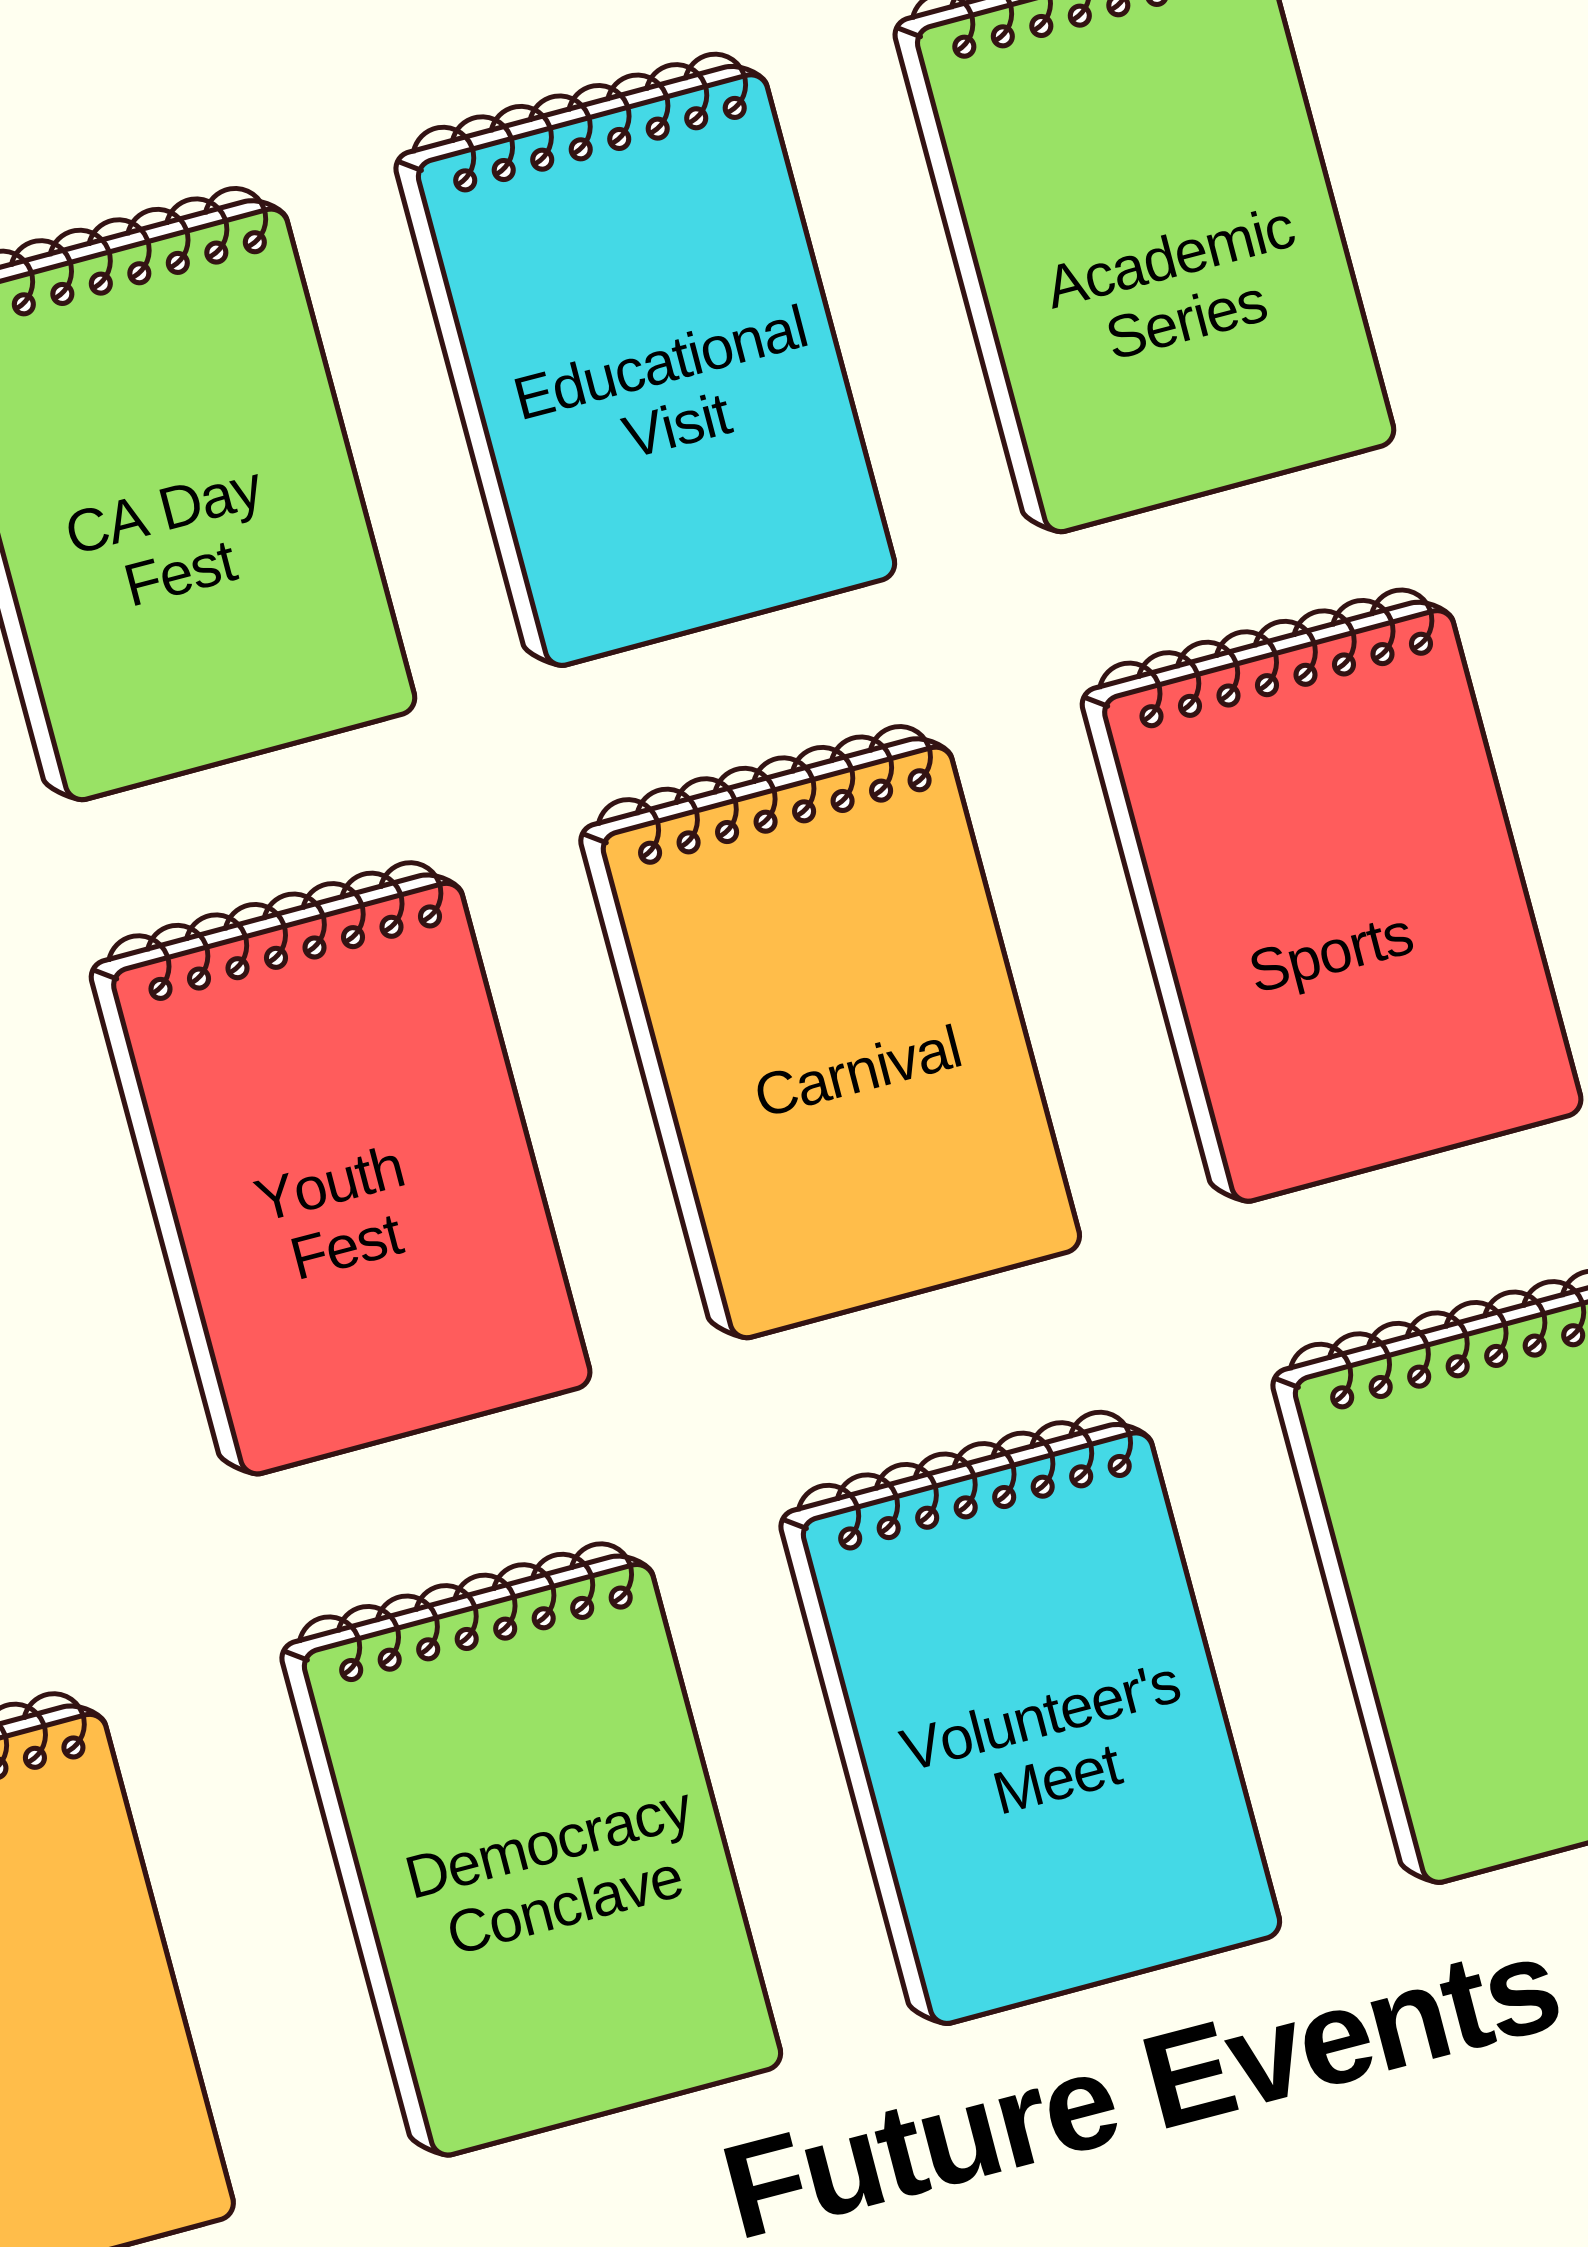 CA Day
Fest
Educational
Visit
Academic
Series
Youth
Fest
Carnival
Sports
Democracy
Conclave
Volunteer's
Meet
Future Events